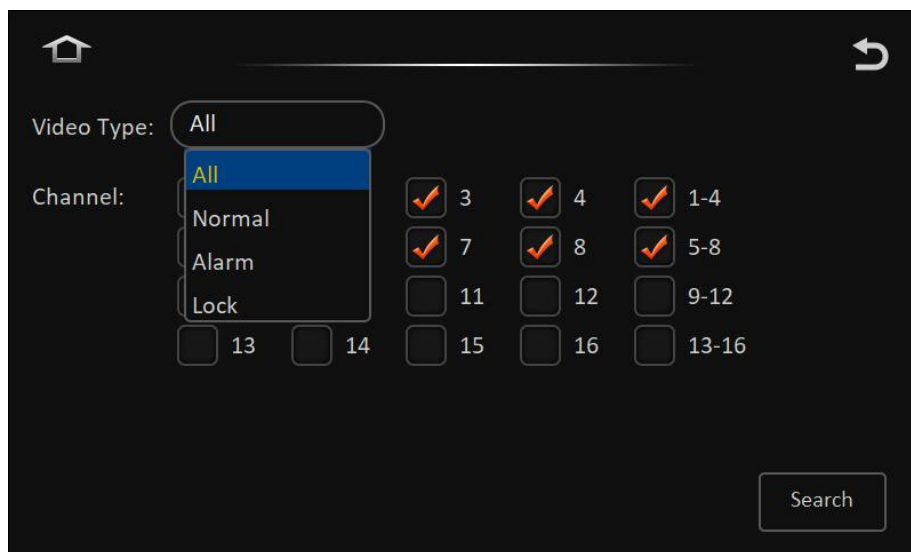 Video Type: All
All
Channel: 3 4 1-4
Normal
7 8 5-8
Alarm
11 12 9-12
Lock
13 14 15 16 13-16
Search